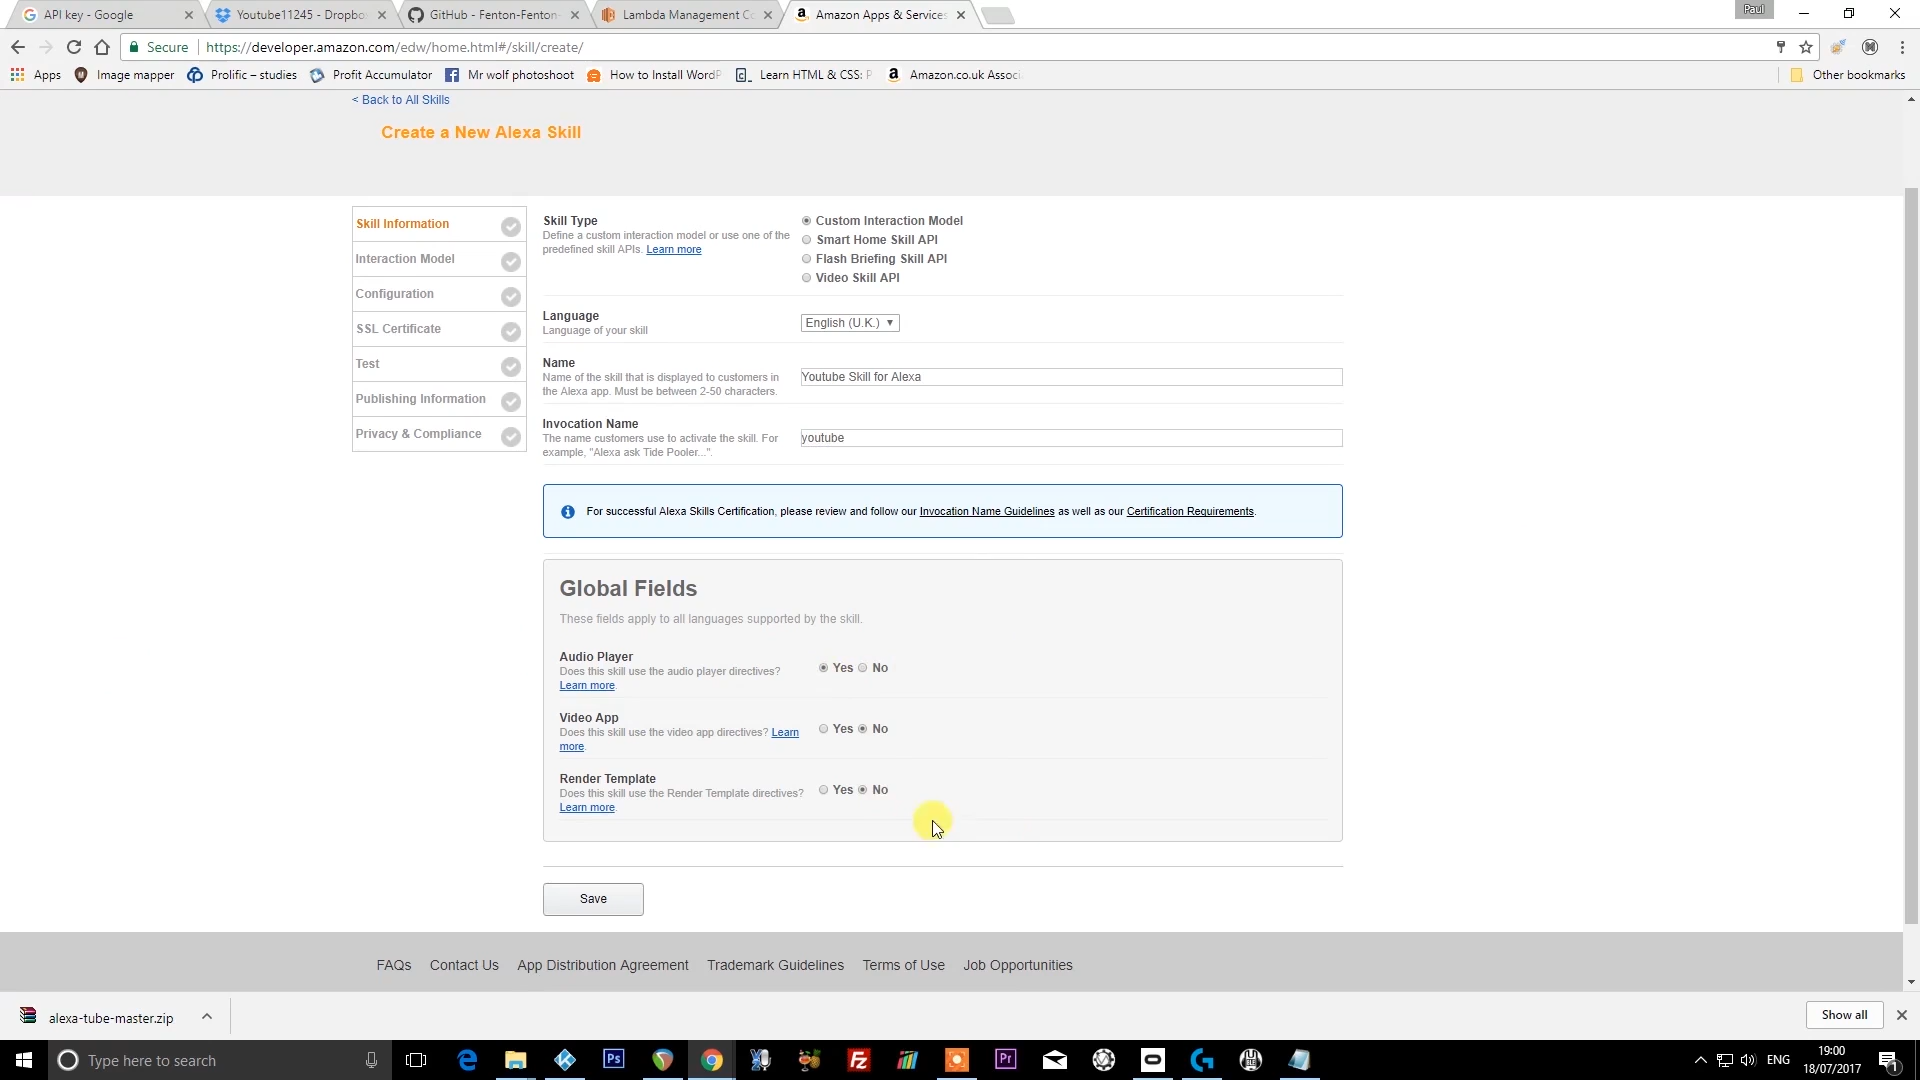 API key - Google
Youtube11245 - Dropbo
GitHub - Fenton-Fenton-
Lambda Management Co
Amazon Apps & Services
Paul
Secure
https://developer.amazon.com/edw/home.html#/skill/create/
Apps
Image mapper
Prolific – studies
Profit Accumulator
Mr wolf photoshoot
How to Install WordP
Learn HTML & CSS: P
Amazon.co.uk Associ
Other bookmarks
< Back to All Skills
Create a New Alexa Skill
Skill Information
Interaction Model
Configuration
SSL Certificate
Test
Publishing Information
Privacy & Compliance
Skill Type
Define a custom interaction model or use one of the
predefined skill APIs. Learn more
Custom Interaction Model
Smart Home Skill API
Flash Briefing Skill API
Video Skill API
Language
Language of your skill
English (U.K.)
Name
Name of the skill that is displayed to customers in
the Alexa app. Must be between 2-50 characters.
Youtube Skill for Alexa
Invocation Name
The name customers use to activate the skill. For
example, "Alexa ask Tide Pooler...".
youtube
For successful Alexa Skills Certification, please review and follow our Invocation Name Guidelines as well as our Certification Requirements.
Global Fields
These fields apply to all languages supported by the skill.
Audio Player
Does this skill use the audio player directives?
Learn more.
Yes No
Video App
Does this skill use the video app directives? Learn
more.
Yes No
Render Template
Does this skill use the Render Template directives?
Learn more.
Yes No
Save
FAQs Contact Us App Distribution Agreement Trademark Guidelines Terms of Use Job Opportunities
alexa-tube-master.zip
Show all
Type here to search
Ps
Fz
Pr
ENG
19:00
18/07/2017
1